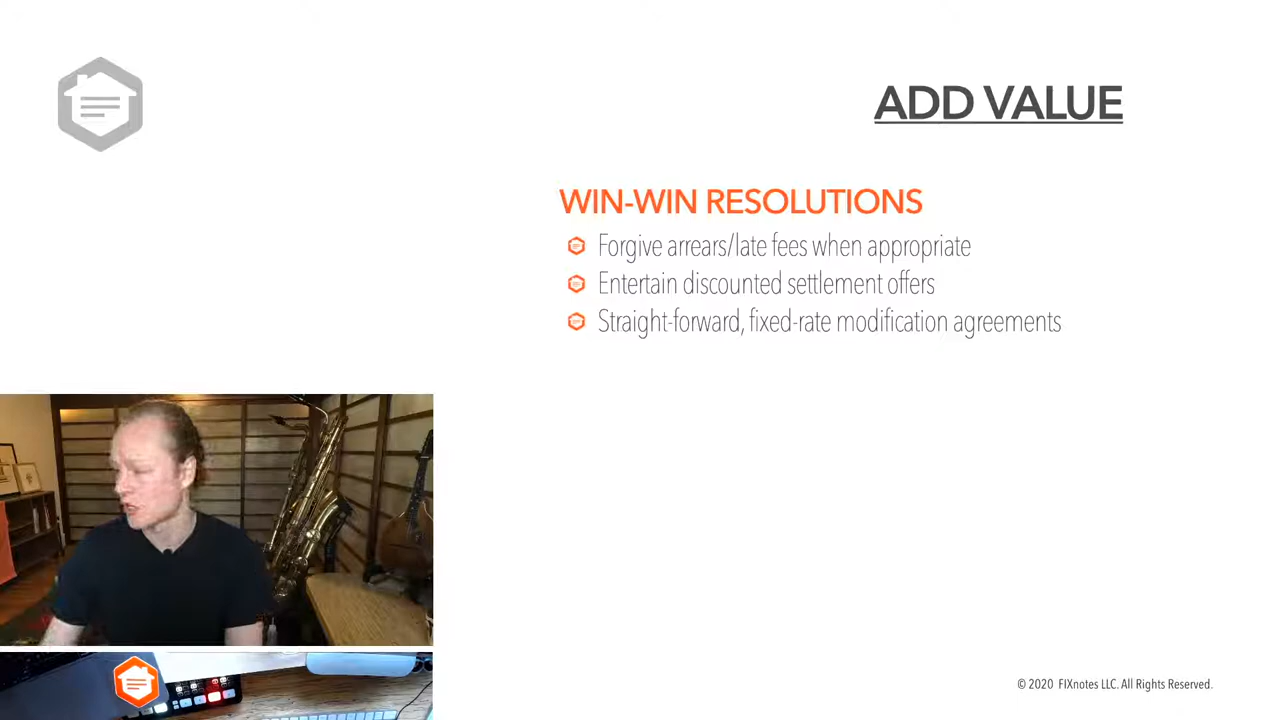 ADD VALUE
WIN-WIN RESOLUTIONS
Forgive arrears/late fees when appropriate
Entertain discounted settlement offers
Straight-forward, fixed-rate modification agreements
© 2020 FIXnotes LLC. All Rights Reserved.